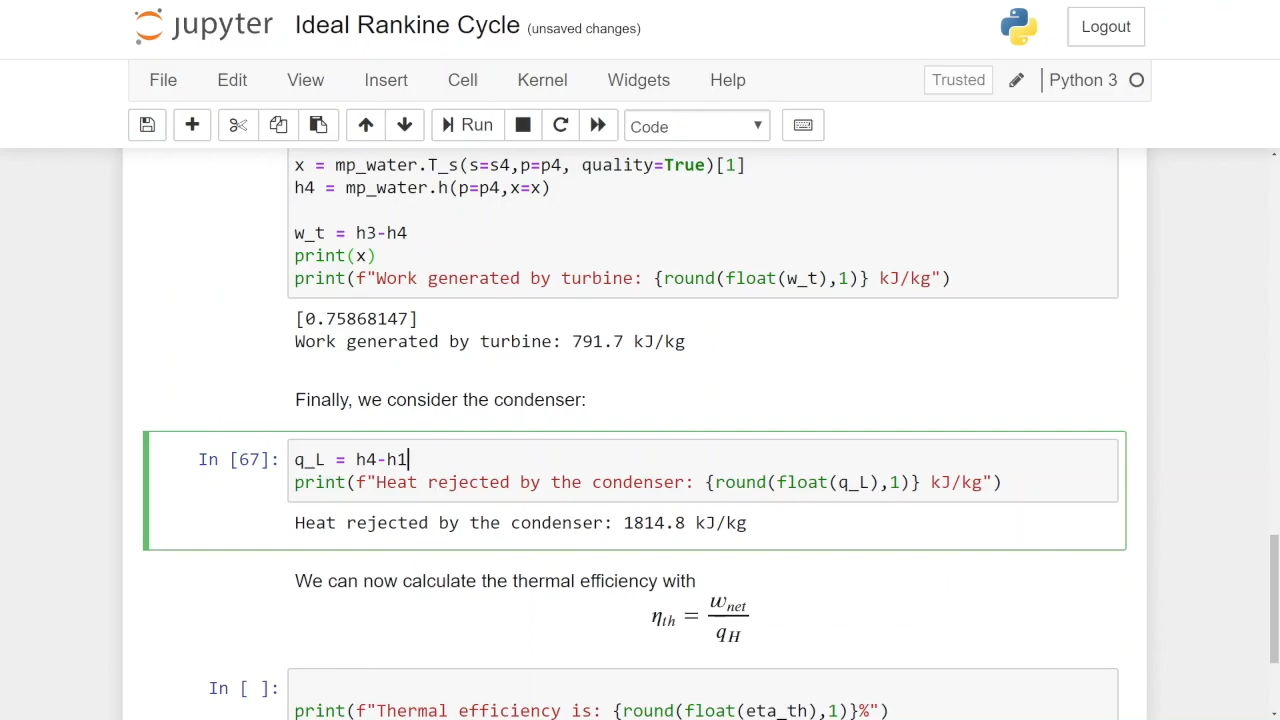 jupyter Ideal Rankine Cycle (unsaved changes) Logout
File Edit View Insert Cell Kernel Widgets Help Trusted Python 3
Run Code
x = mp_water.T_s(s=s4,p=p4, quality=True)[1]
h4 = mp_water.h(p=p4,x=x)
w_t = h3-h4
print(x)
print(f"Work generated by turbine: {round(float(w_t),1)} kJ/kg")
[0.75868147]
Work generated by turbine: 791.7 kJ/kg
Finally, we consider the condenser:
In [67]: q_L = h4-h1
print(f"Heat rejected by the condenser: {round(float(q_L),1)} kJ/kg")
Heat rejected by the condenser: 1814.8 kJ/kg
We can now calculate the thermal efficiency with
η_th = w_net / q_H
In [ ]:
print(f"Thermal efficiency is: {round(float(eta_th),1)}%")